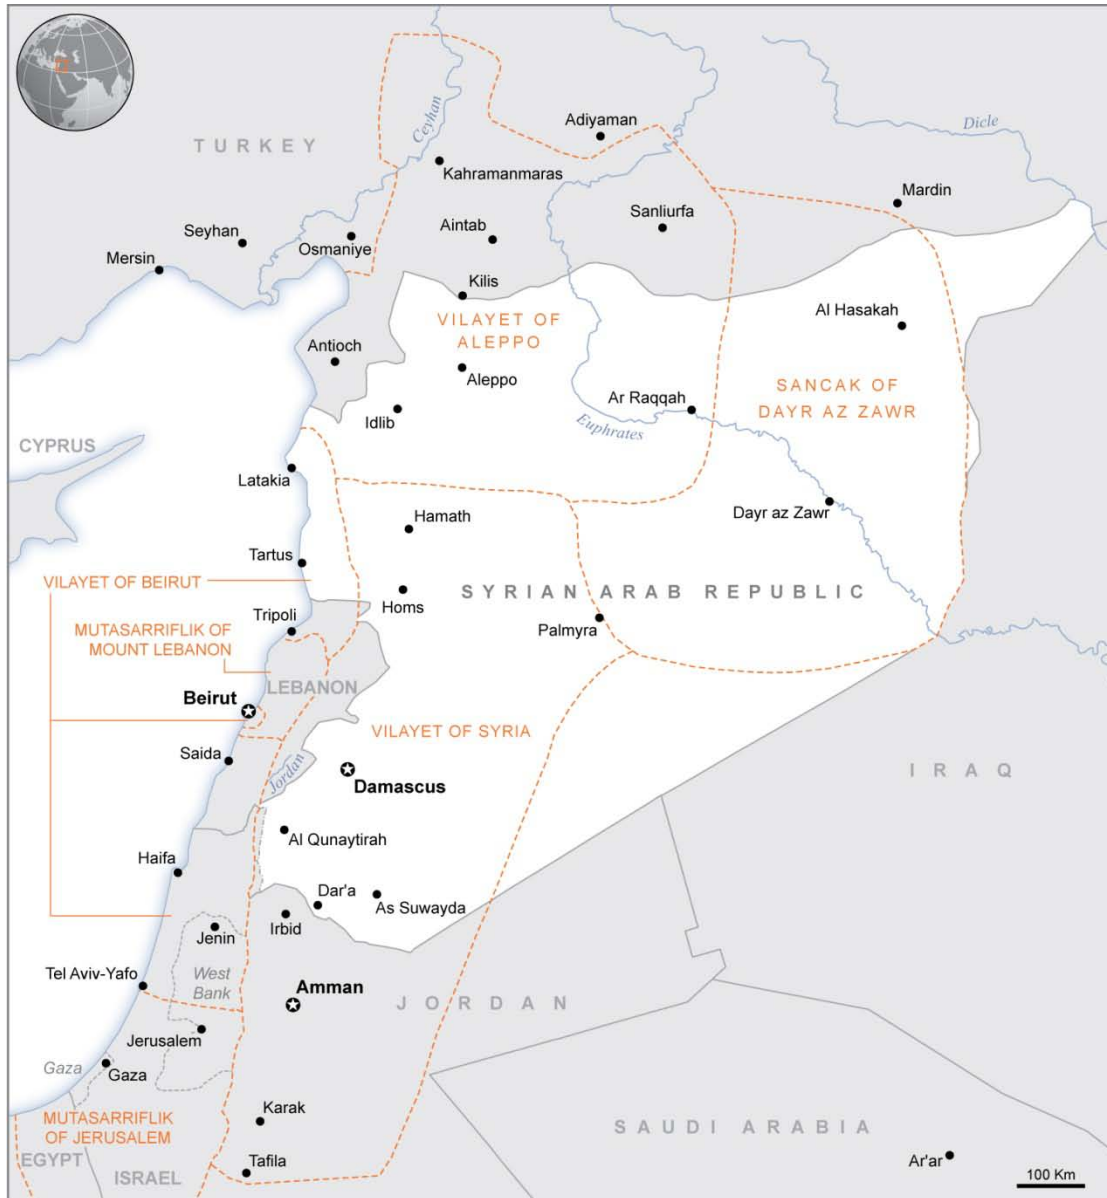 Ceyhan
Dicle
TURKEY
Adiyaman
Kahramanmaras
Mardin
Sanliurfa
Seyhan
Osmaniye
Aintab
Mersin
Kilis
VILAYET OF
ALEPPO
Al Hasakah
Antioch
Aleppo
SANCAK OF
DAYR AZ ZAWR
Ar Raqqah
Idlib
Euphrates
CYPRUS
Latakia
Hamath
Dayr az Zawr
Tartus
VILAYET OF BEIRUT
SYRIAN ARAB REPUBLIC
Homs
Tripoli
Palmyra
MUTASARRIFLIK OF
MOUNT LEBANON
LEBANON
Beirut
VILAYET OF SYRIA
Saida
Jordan
Damascus
IRAQ
Al Qunaytirah
Haifa
Dar'a
As Suwayda
Irbid
Jenin
Tel Aviv-Yafo
West
Bank
Amman
JORDAN
Jerusalem
Gaza
Gaza
Karak
MUTASARRIFLIK
OF JERUSALEM
SAUDI ARABIA
EGYPT
Tafila
ISRAEL
Ar'ar
100 Km